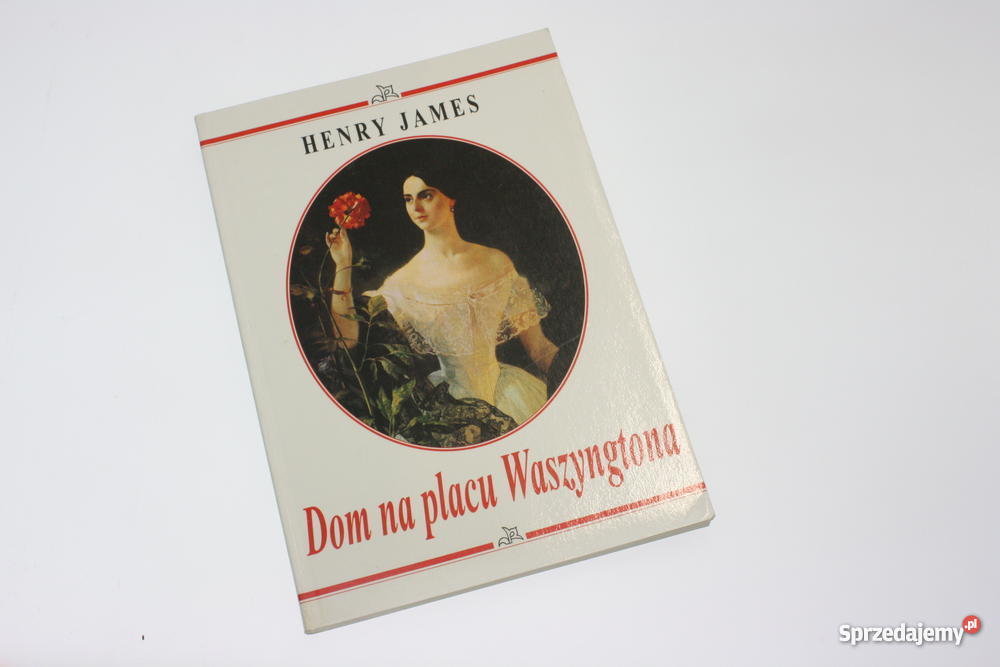 HENRY JAMES
Dom na placu Waszyngtona
Sprzedajemy.pl